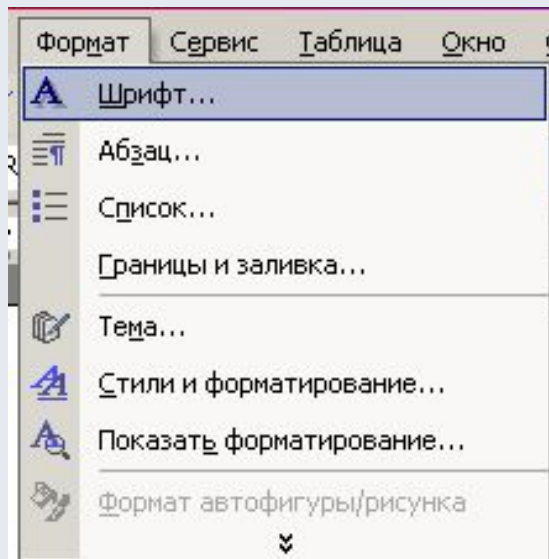 Формат Сервис Таблица Окно
Шрифт...
Абзац...
Список...
Границы и заливка...
Тема...
Стили и форматирование...
Показать форматирование...
Формат автофигуры/рисунка